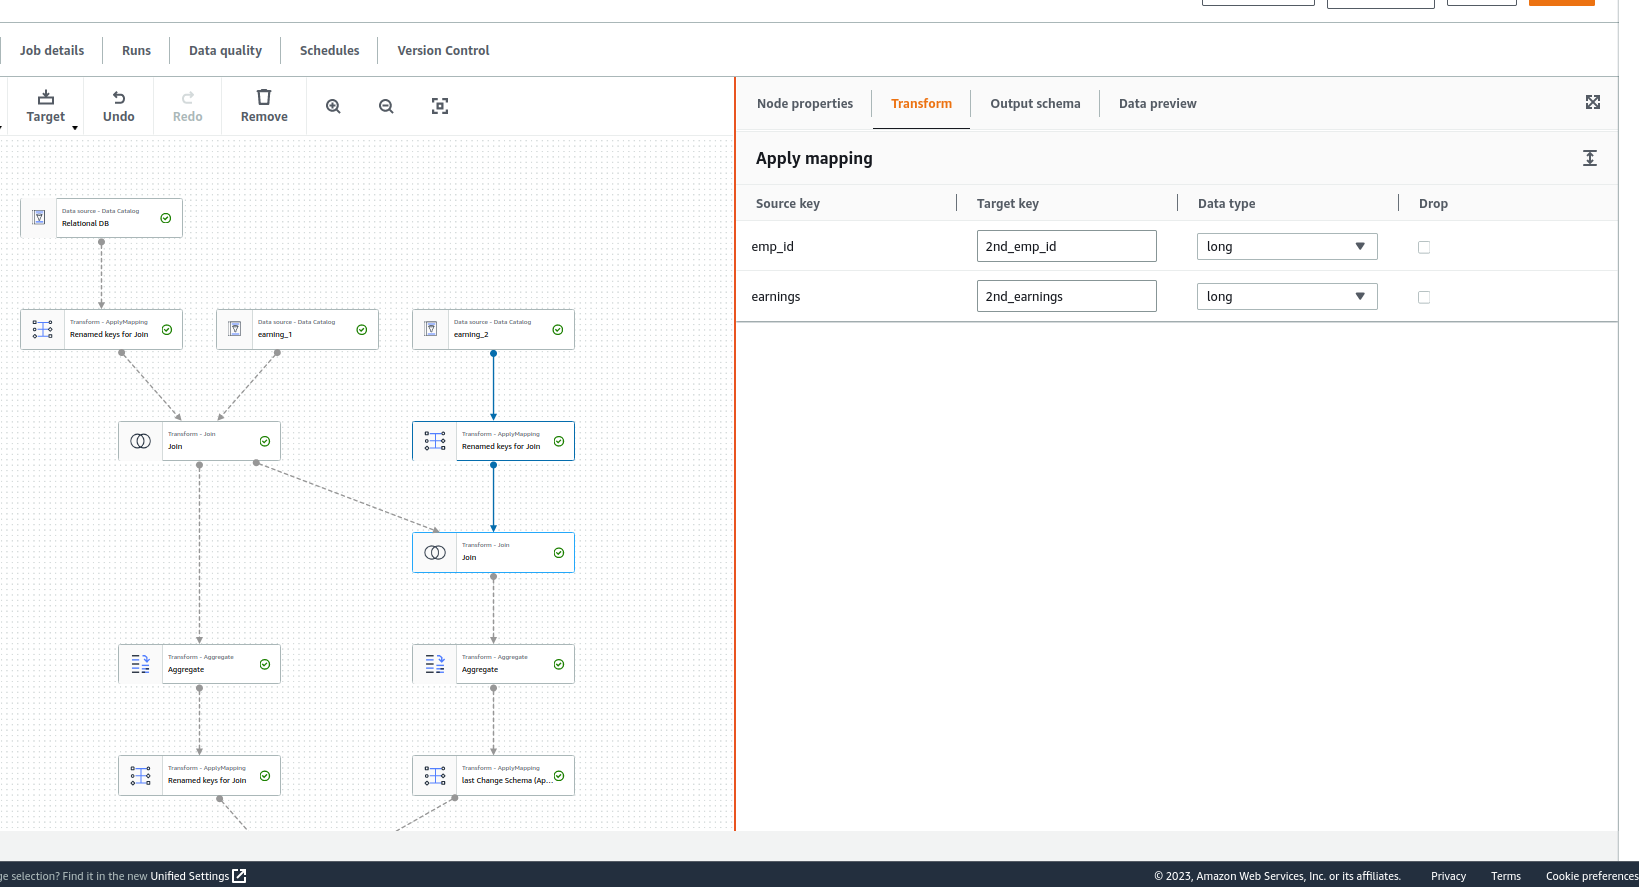 Job details
Runs
Data quality
Schedules
Version Control
Target
Undo
Redo
Remove
Node properties
Transform
Output schema
Data preview
Apply mapping
Source key
Target key
Data type
Drop
emp_id
2nd_emp_id
long
earnings
2nd_earnings
long
Data source - Data Catalog
Relational DB
Transform - ApplyMapping
Renamed keys for Join
Data source - Data Catalog
earning_1
Data source - Data Catalog
earning_2
Transform - Join
Join
Transform - ApplyMapping
Renamed keys for Join
Transform - Join
Join
Transform - Aggregate
Aggregate
Transform - Aggregate
Aggregate
Transform - ApplyMapping
Renamed keys for Join
Transform - ApplyMapping
last Change Schema (Ap...
ge selection? Find it in the new Unified Settings
© 2023, Amazon Web Services, Inc. or its affiliates.
Privacy
Terms
Cookie preferences